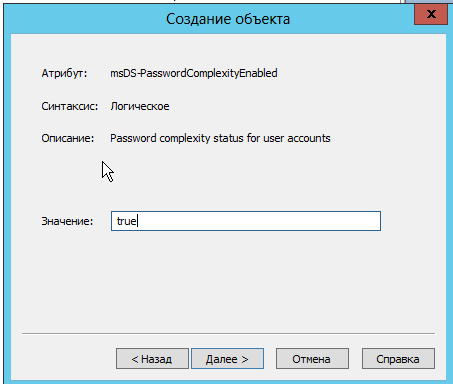 Создание объекта
x
Атрибут: msDS-PasswordComplexityEnabled
Синтаксис: Логическое
Описание: Password complexity status for user accounts
Значение: true
< Назад Далее > Отмена Справка